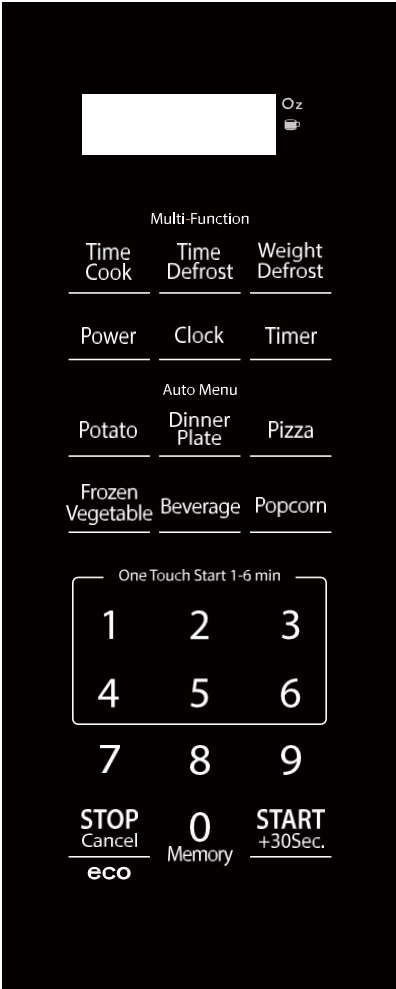 Oz
Multi-Function
Time Cook
Time Defrost
Weight Defrost
Power
Clock
Timer
Auto Menu
Potato
Dinner Plate
Pizza
Frozen Vegetable
Beverage
Popcorn
One Touch Start 1-6 min
1 2 3
4 5 6
7 8 9
STOP
Cancel
0
Memory
START
+30Sec.
eco